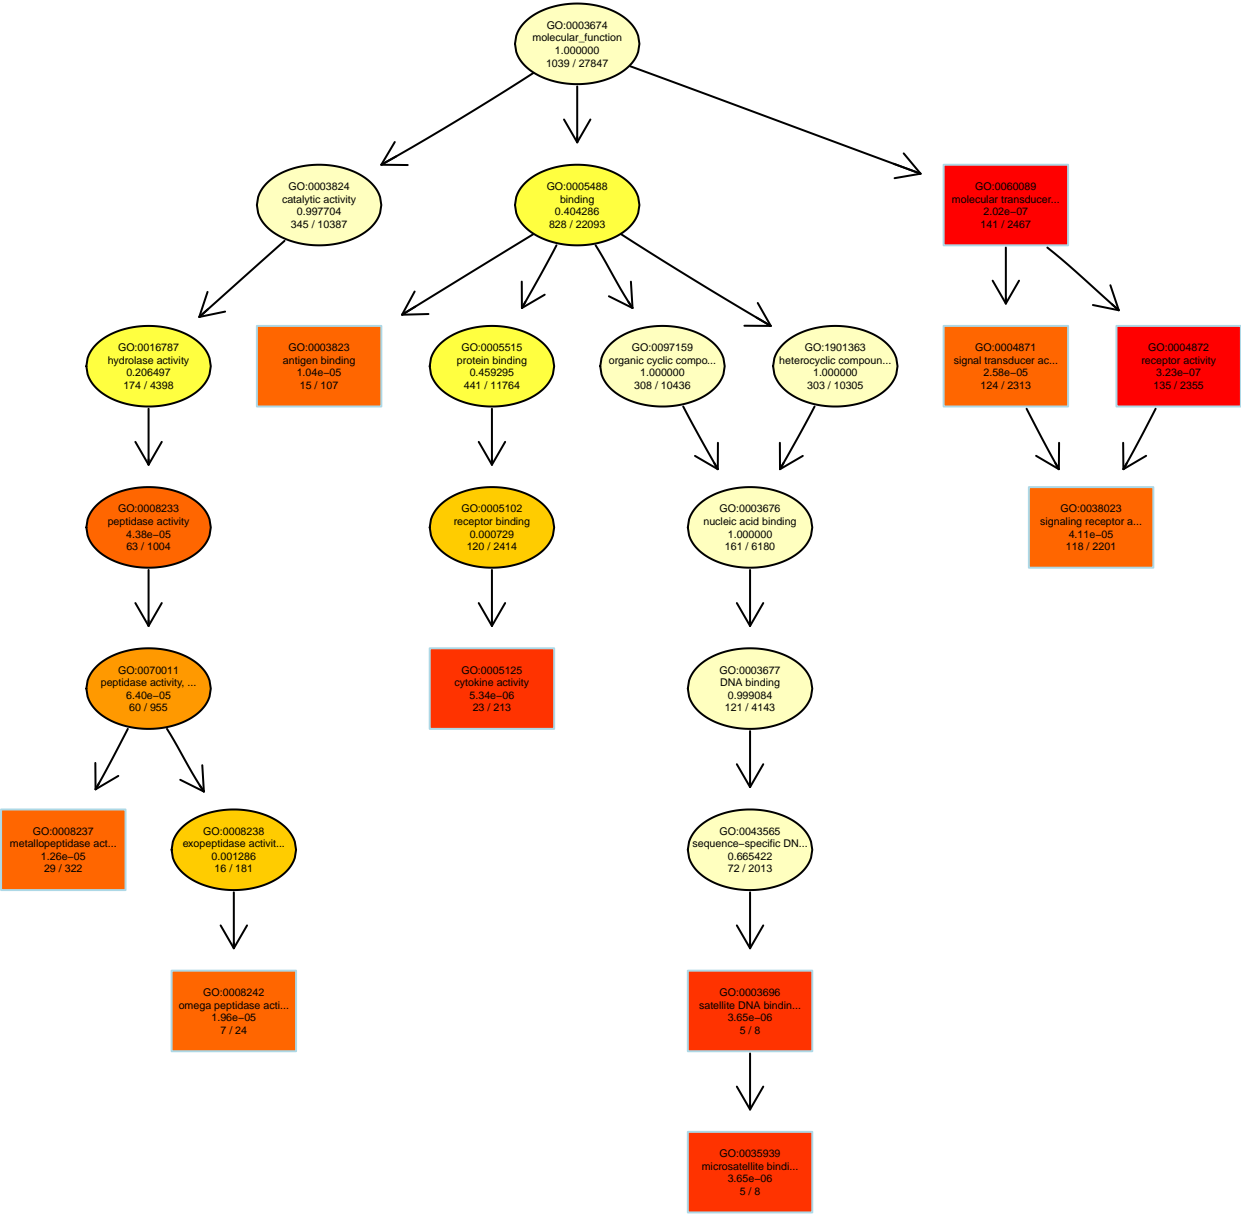 GO:0003674
molecular_function
1.000000
1039 / 27847
GO:0003824
catalytic activity
0.997704
345 / 10387
GO:0005488
binding
0.404286
828 / 22093
GO:0060089
molecular transducer...
2.02e−07
141 / 2467
GO:0016787
hydrolase activity
0.206497
174 / 4398
GO:0003823
antigen binding
1.04e−05
15 / 107
GO:0005515
protein binding
0.459295
441 / 11764
GO:0097159
organic cyclic compo...
1.000000
308 / 10436
GO:1901363
heterocyclic compoun...
1.000000
303 / 10305
GO:0004871
signal transducer ac...
2.58e−05
124 / 2313
GO:0004872
receptor activity
3.23e−07
135 / 2355
GO:0008233
peptidase activity
4.38e−05
63 / 1004
GO:0005102
receptor binding
0.000729
120 / 2414
GO:0003676
nucleic acid binding
1.000000
161 / 6180
GO:0038023
signaling receptor a...
4.11e−05
118 / 2201
GO:0070011
peptidase activity, ...
6.40e−05
60 / 955
GO:0005125
cytokine activity
5.34e−06
23 / 213
GO:0003677
DNA binding
0.999084
121 / 4143
GO:0008237
metallopeptidase act...
1.26e−05
29 / 322
GO:0008238
exopeptidase activit...
0.001286
16 / 181
GO:0043565
sequence−specific DN...
0.665422
72 / 2013
GO:0008242
omega peptidase acti...
1.96e−05
7 / 24
GO:0003696
satellite DNA bindin...
3.65e−06
5 / 8
GO:0035939
microsatellite bindi...
3.65e−06
5 / 8